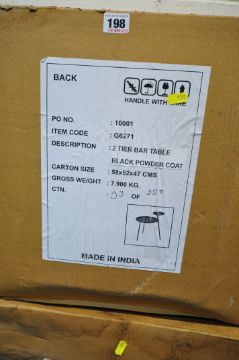 198
BACK
HANDLE WITH CARE
PO NO. : 10001
ITEM CODE : G6271
DESCRIPTION : 2 TIER BAR TABLE
BLACK POWDER COAT
CARTON SIZE : 58x52x47 CMS
GROSS WEIGHT : 7.900 KG.
CTN. : OF 250
MADE IN INDIA